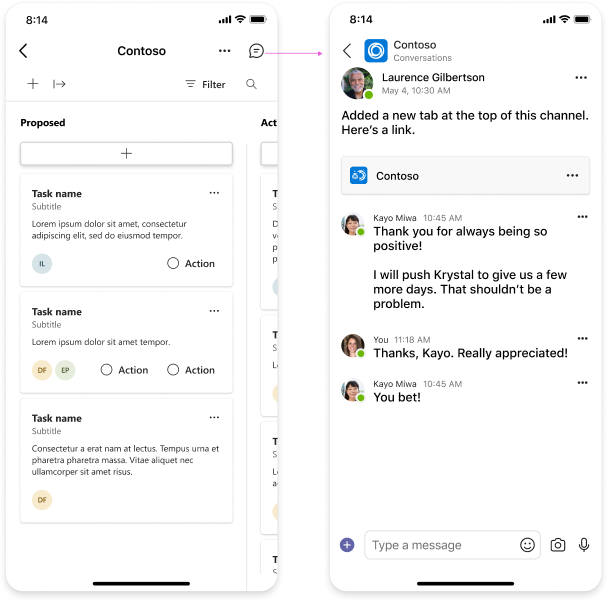 8:14
Contoso
Filter
Proposed
Act
Task name
Subtitle
Lorem ipsum dolor sit amet, consectetur
adipiscing elit, sed do eiusmod tempor.
IL
Action
Task name
Subtitle
Lorem ipsum dolor sit amet tempor.
DF
EP
Action
Action
Task name
Subtitle
Consectetur a erat nam at lectus. Tempus urna et
pharetra pharetra massa. Vitae aliquet nec
ullamcorper sit amet risus.
DF
8:14
Contoso
Conversations
Laurence Gilbertson
May 4, 10:30 AM
Added a new tab at the top of this channel.
Here’s a link.
Contoso
Kayo Miwa 10:45 AM
Thank you for always being so
positive!
I will push Krystal to give us a few
more days. That shouldn’t be a
problem.
You 11:18 AM
Thanks, Kayo. Really appreciated!
Kayo Miwa 10:45 AM
You bet!
Type a message